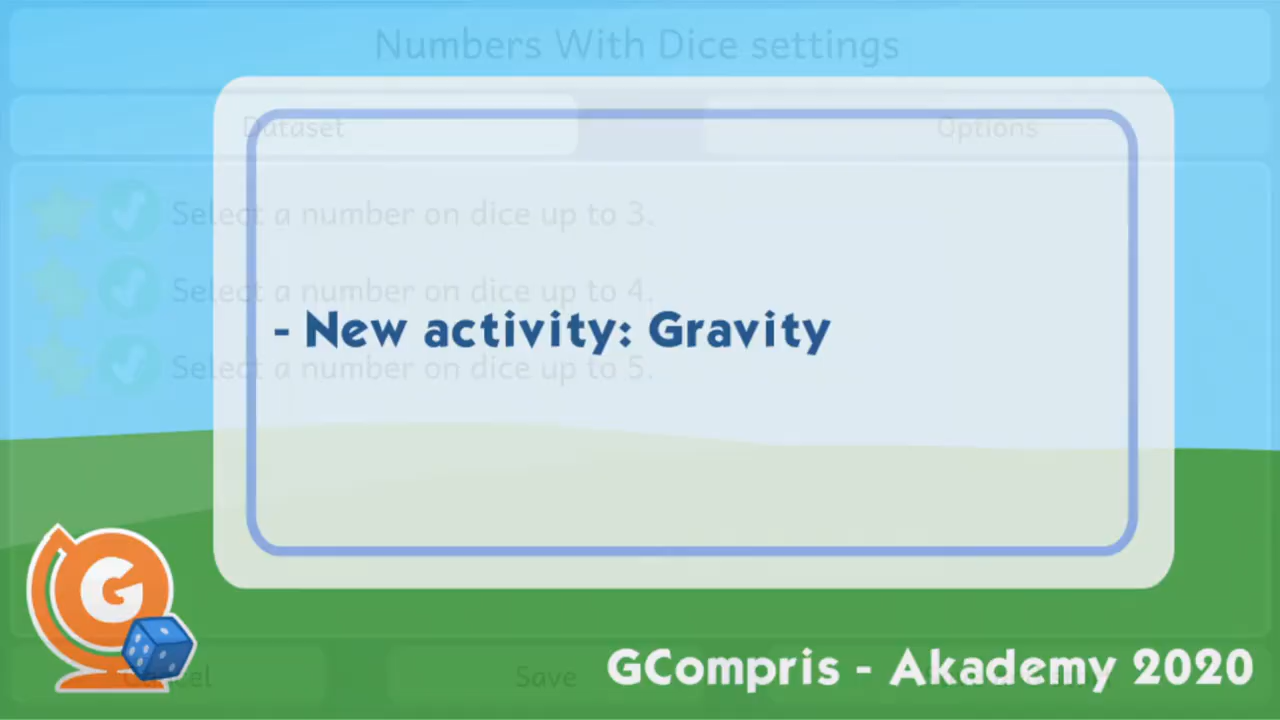 Numbers With Dice settings
Dataset
Options
Select a number on dice up to 3.
Select a number on dice up to 4.
- New activity: Gravity
Select a number on dice up to 5.
G
Cancel
Save
GCompris - Akademy 2020